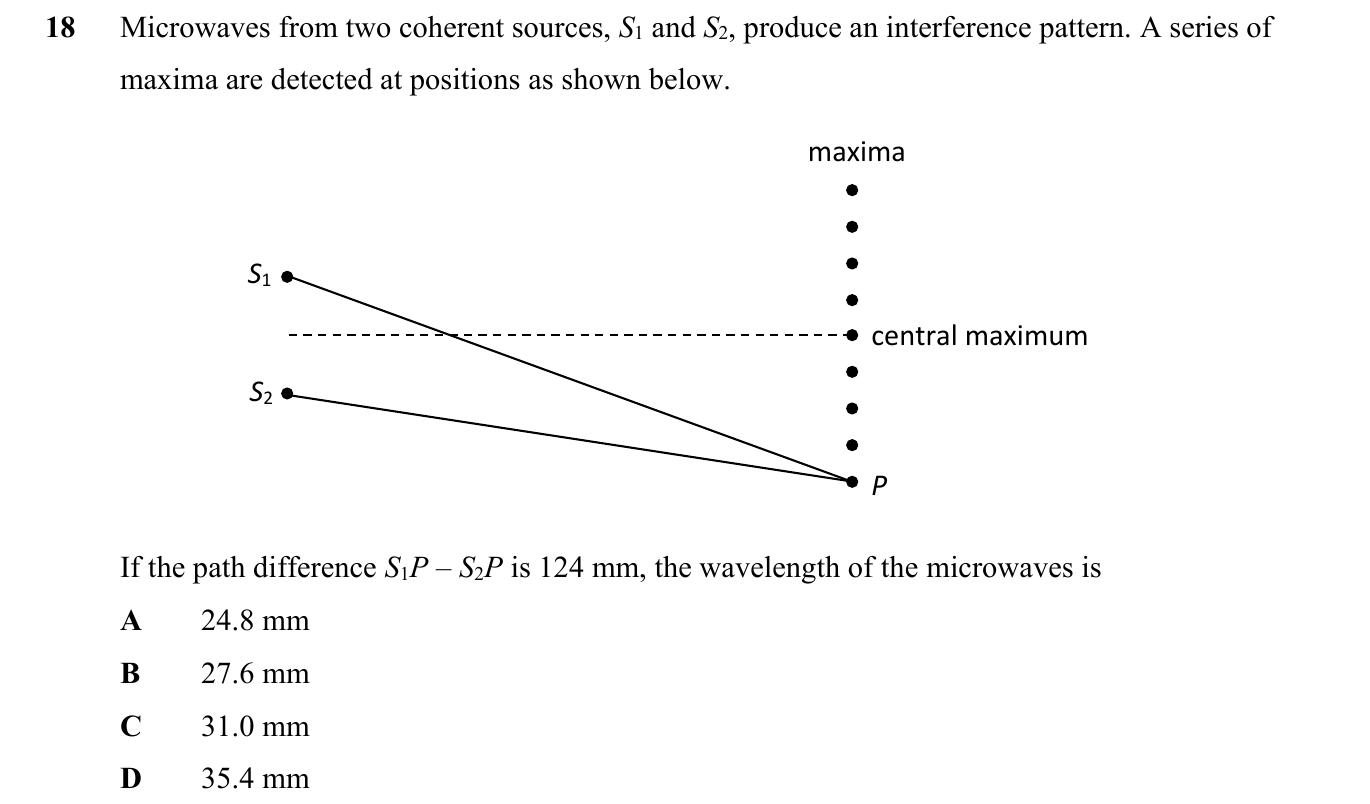 18 Microwaves from two coherent sources, S₁ and S₂, produce an interference pattern. A series of
maxima are detected at positions as shown below.
maxima
S₁
central maximum
S₂
P
If the path difference S₁P – S₂P is 124 mm, the wavelength of the microwaves is
A 24.8 mm
B 27.6 mm
C 31.0 mm
D 35.4 mm